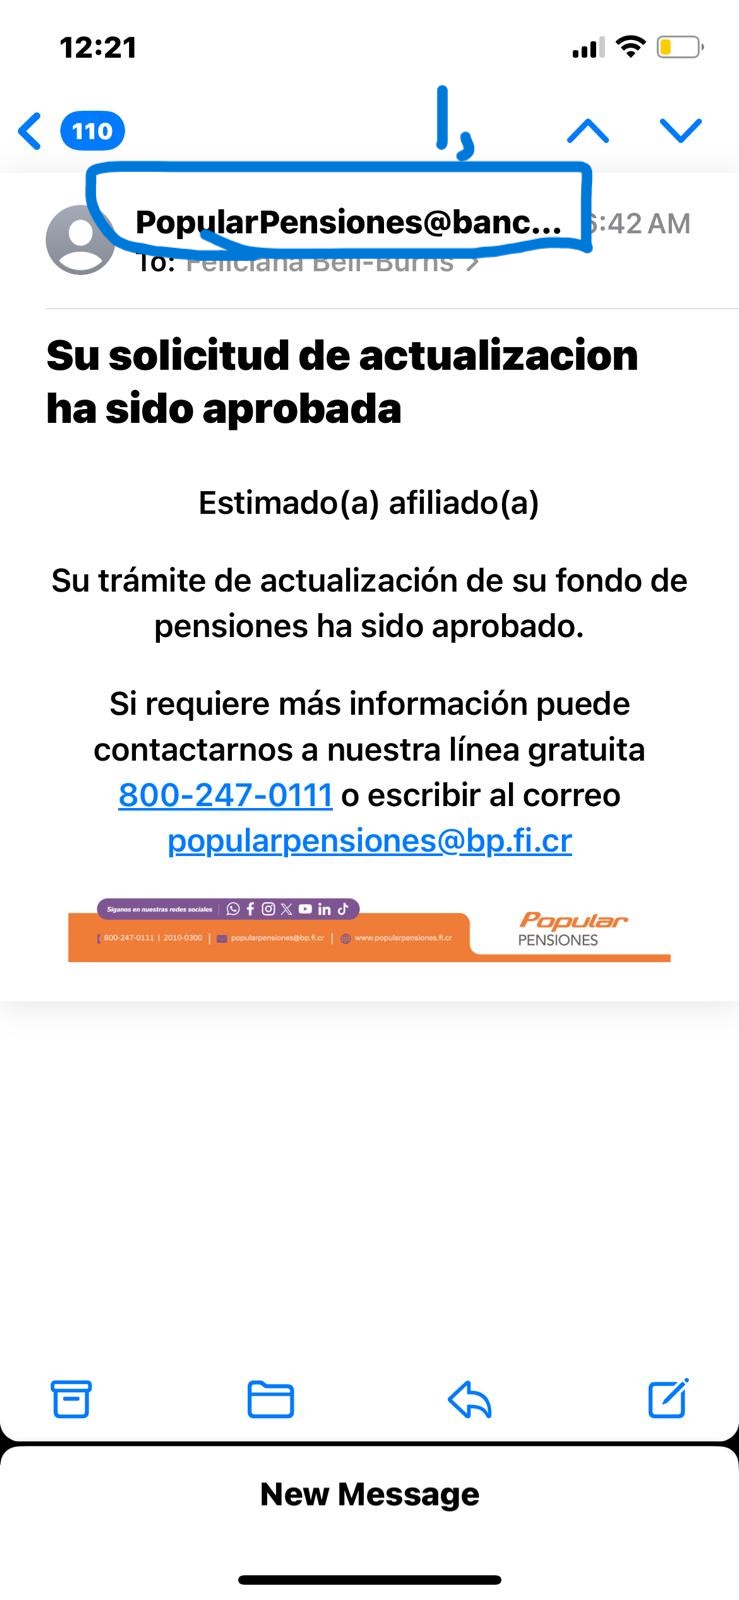 12:21
110
1,
PopularPensiones@banc...
6:42 AM
To: Feliciana Bell-Burns
Su solicitud de actualizacion
ha sido aprobada
Estimado(a) afiliado(a)
Su trámite de actualización de su fondo de
pensiones ha sido aprobado.
Si requiere más información puede
contactarnos a nuestra línea gratuita
800-247-0111 o escribir al correo
popularpensiones@bp.fi.cr
Síganos en nuestras redes sociales
800-247-0111 | 2010-0300 | popularpensiones@bp.fi.cr | www.popularpensiones.fi.cr
Popular
PENSIONES
New Message